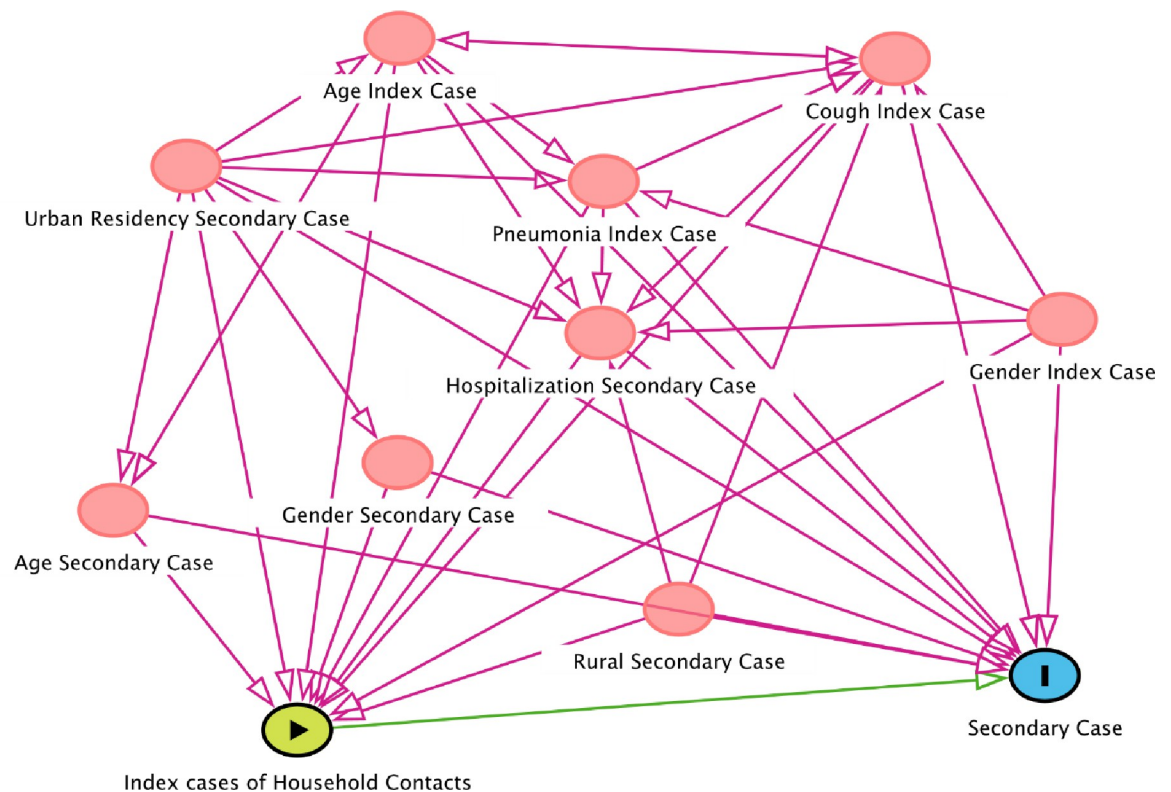 Age Index Case
Cough Index Case
Urban Residency Secondary Case
Pneumonia Index Case
Gender Index Case
Hospitalization Secondary Case
Gender Secondary Case
Age Secondary Case
Rural Secondary Case
Secondary Case
Index cases of Household Contacts